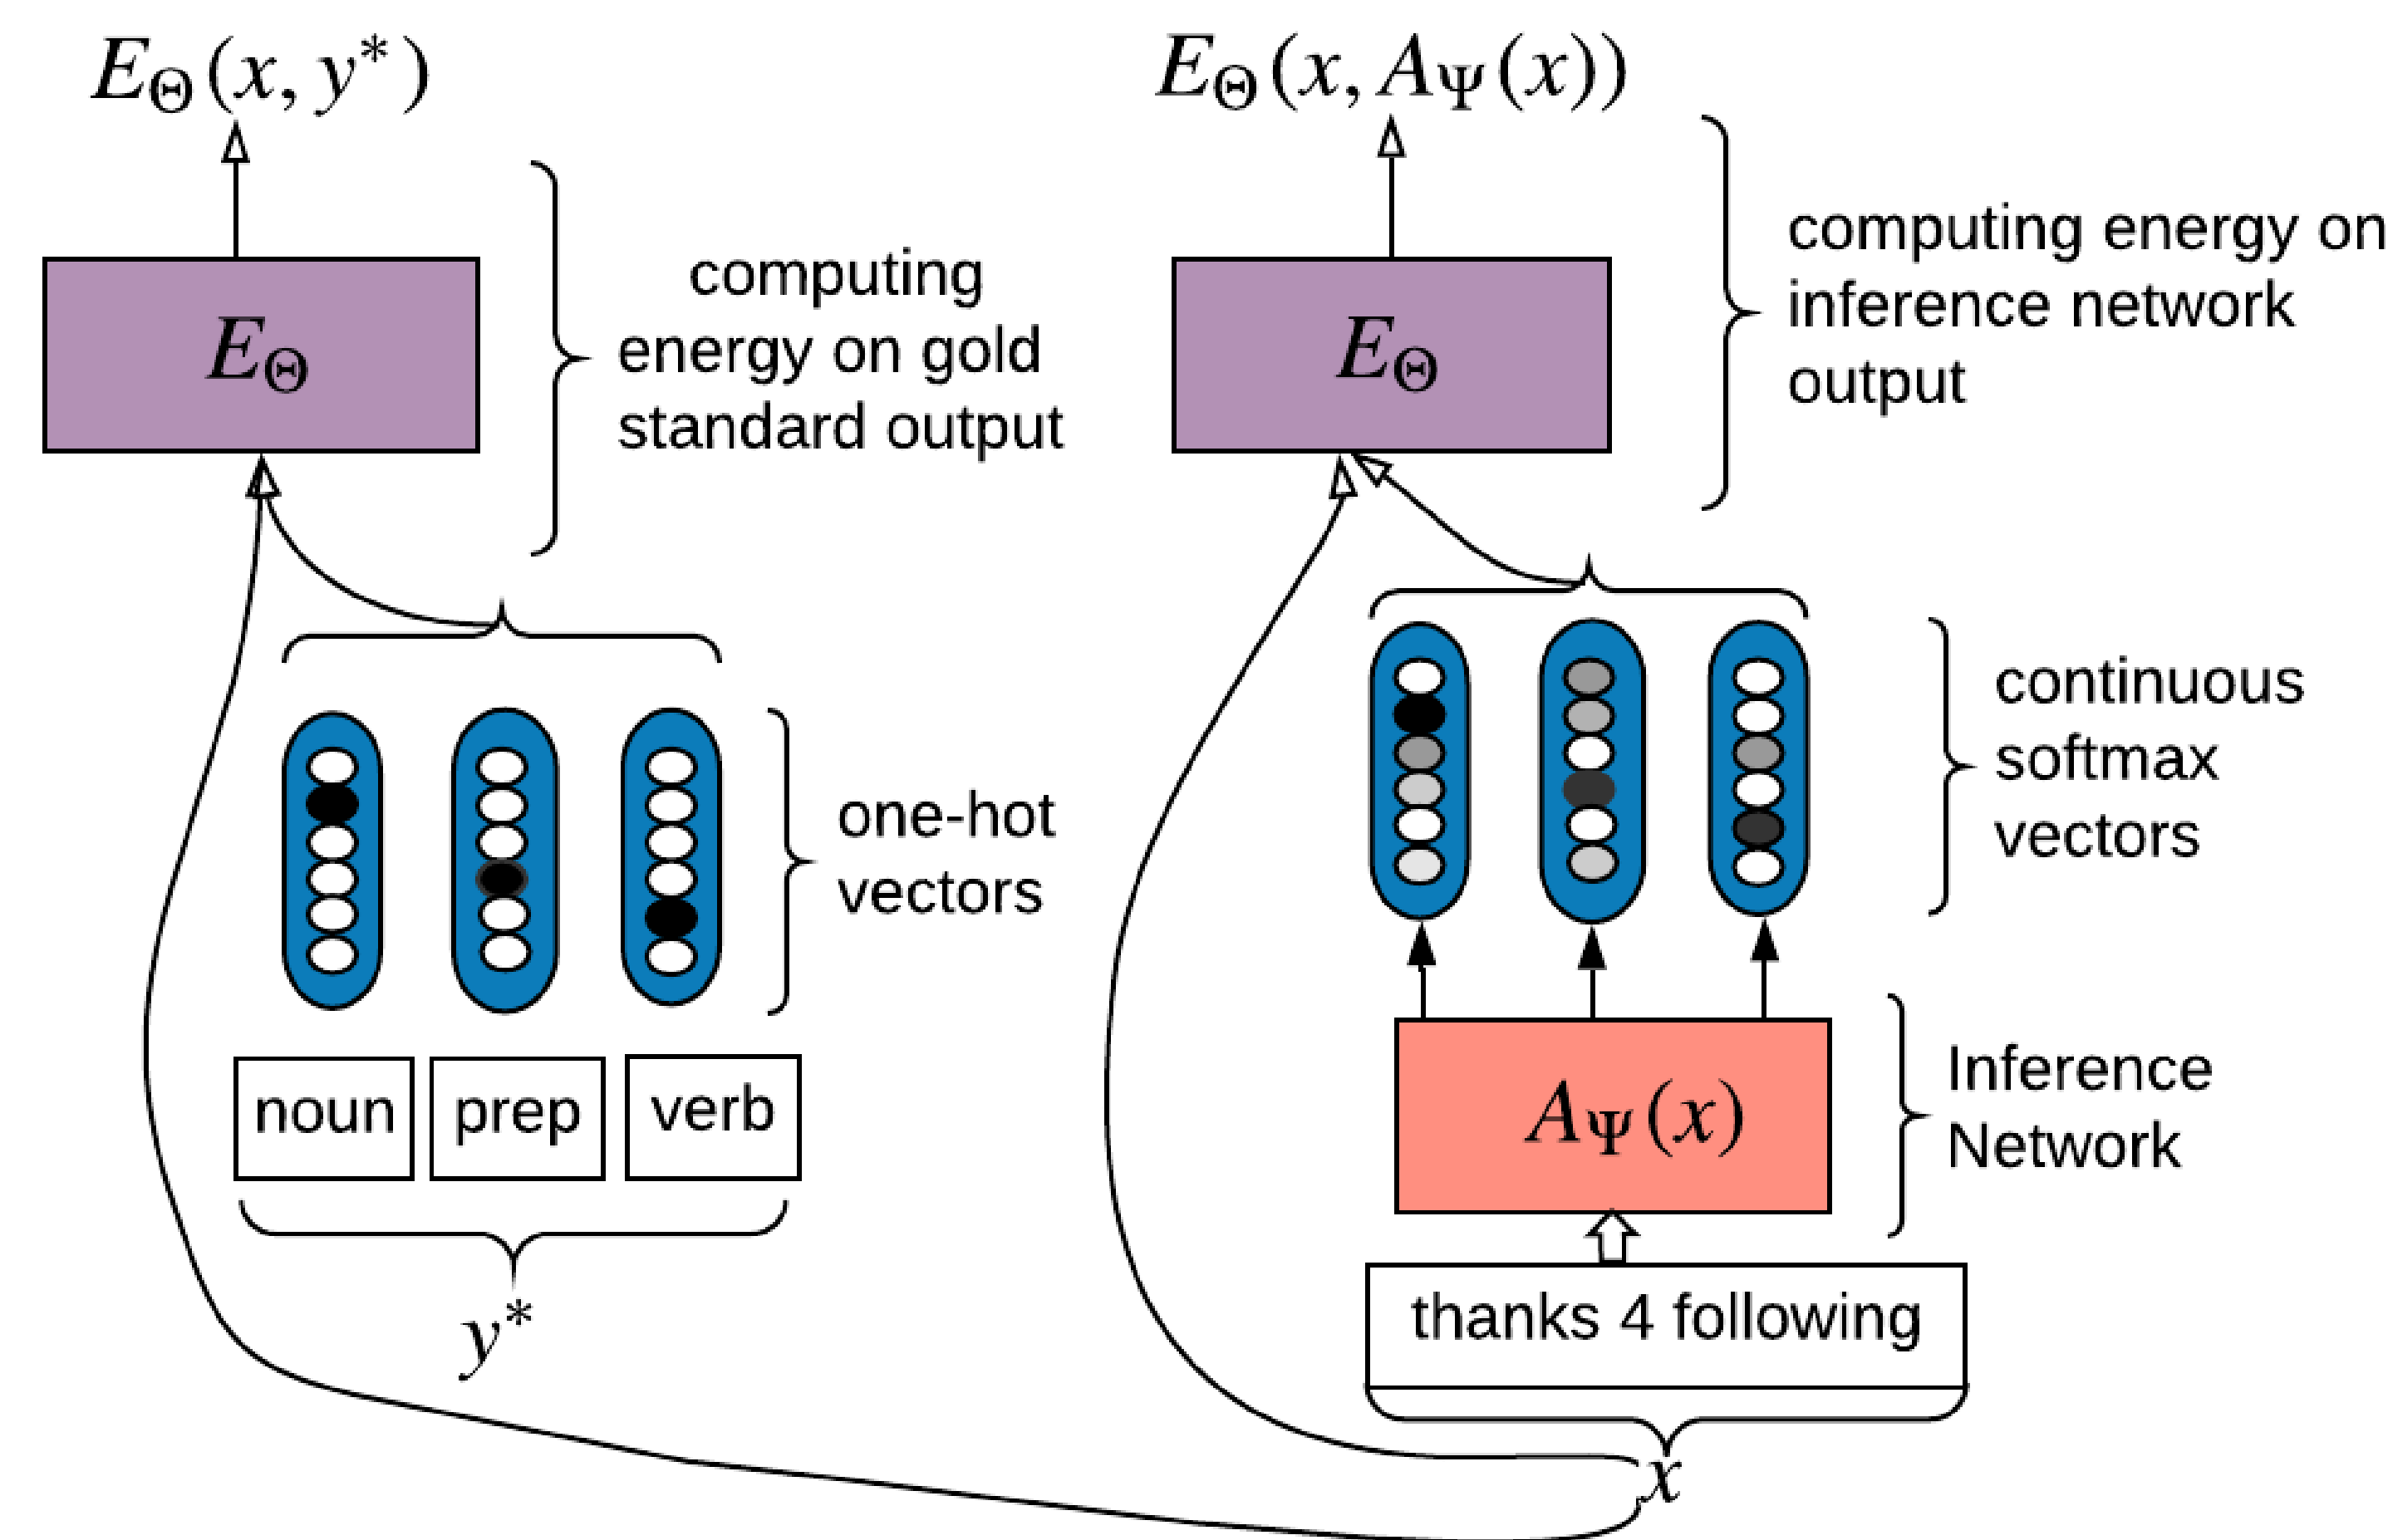 E_Θ(x, y*)
E_Θ
computing
energy on gold
standard output
one-hot
vectors
noun prep verb
y*
E_Θ(x, A_Ψ(x))
E_Θ
computing energy on
inference network
output
continuous
softmax
vectors
A_Ψ(x)
Inference
Network
thanks 4 following
x